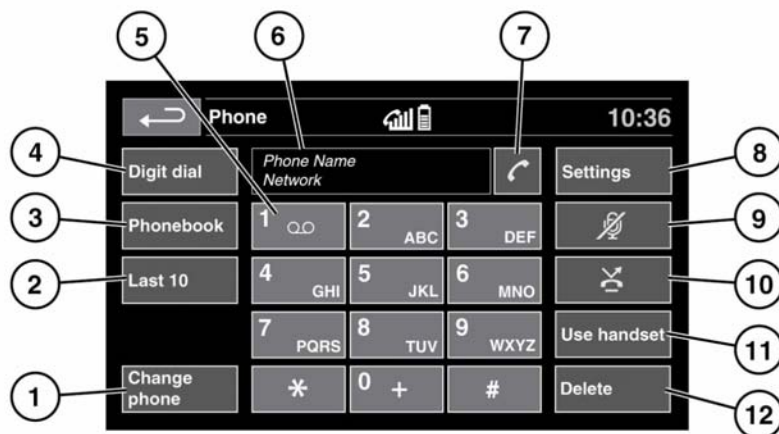 5
6
7
Phone
10:36
4
Digit dial
Phone Name
Network
Settings
8
3
Phonebook
1
2 ABC
3 DEF
9
2
Last 10
4 GHI
5 JKL
6 MNO
10
7 PQRS
8 TUV
9 WXYZ
Use handset
11
1
Change
phone
*
0 +
#
Delete
12